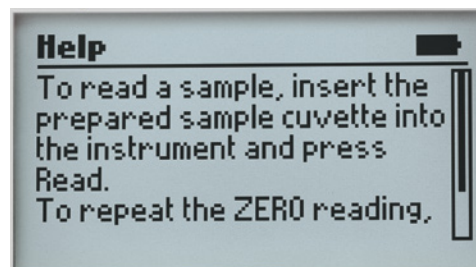 Help
To read a sample, insert the
prepared sample cuvette into
the instrument and press
Read.
To repeat the ZERO reading,